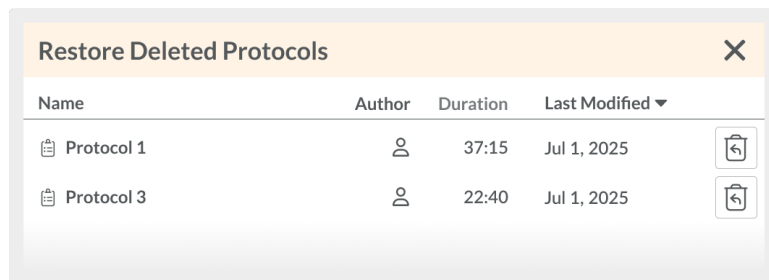 Restore Deleted Protocols
Name Author Duration Last Modified
Protocol 1 37:15 Jul 1, 2025
Protocol 3 22:40 Jul 1, 2025